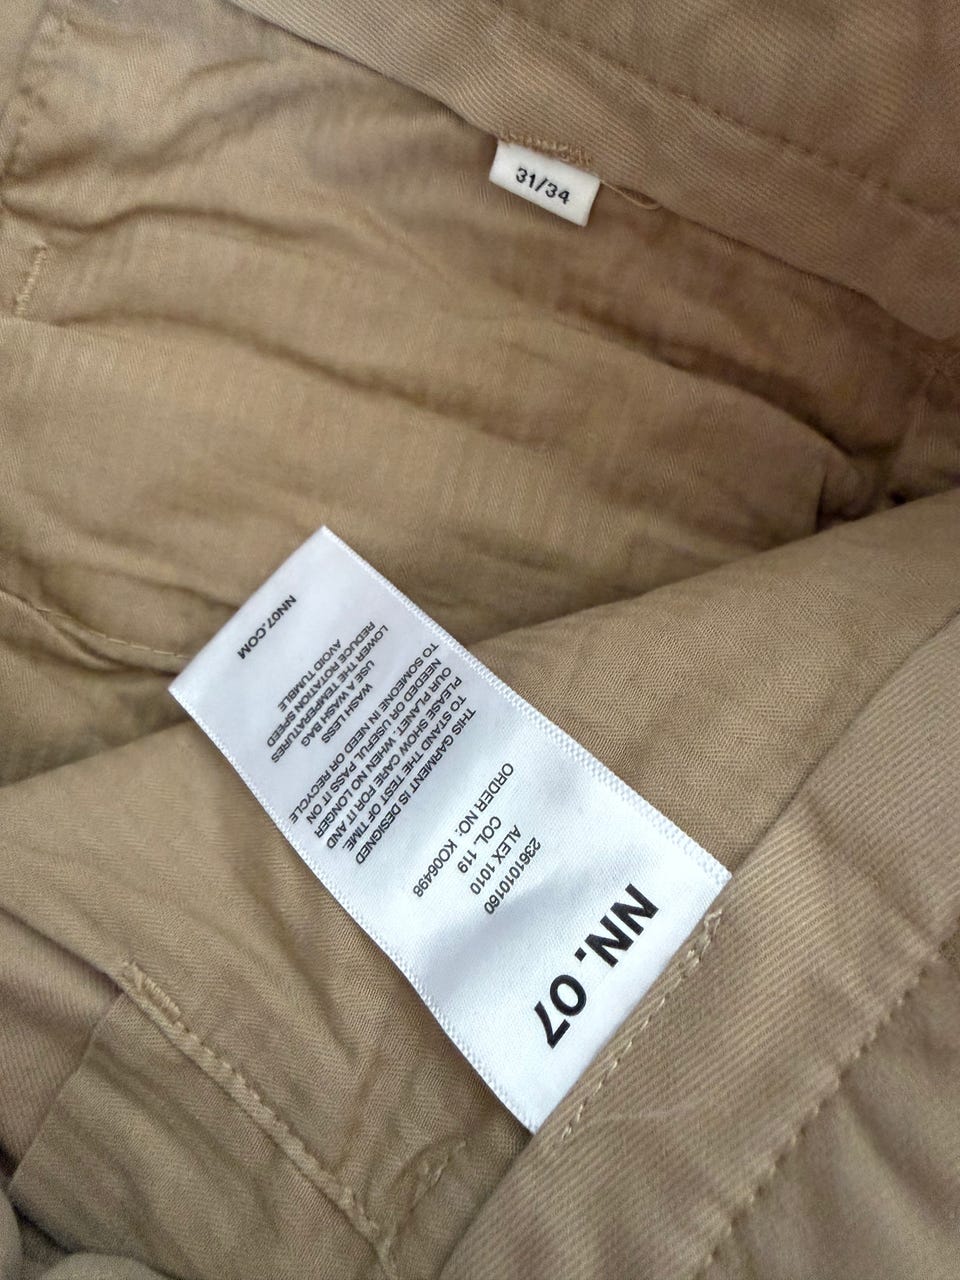 31/34
NN. 07
2361010160
ALEX 1010
COL. 119
ORDER NO: KO06498
THIS GARMENT IS DESIGNED
TO STAND THE TEST OF TIME.
PLEASE SHOW CARE FOR IT AND
OUR PLANET: WHEN NO LONGER
NEEDED OR USEFUL PASS IT ON
TO SOMEONE IN NEED OR RECYCLE
WASH LESS
USE A WASH BAG
LOWER THE TEMPERATURES
REDUCE ROTATION SPEED
AVOID TUMBLE
NN07.COM